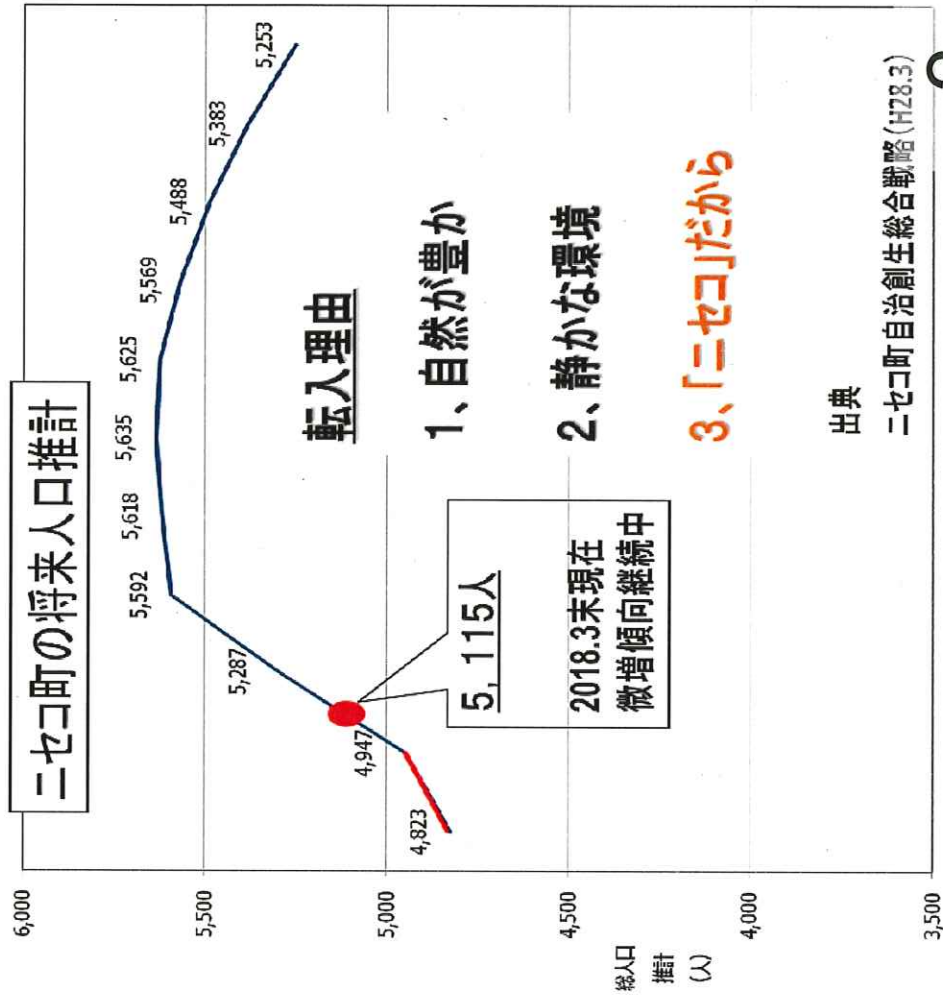 ニセコ町の将来人口推計
6,000
5,500
5,000
4,500
4,000
3,500
総人口
推計
(人)
4,823
4,947
5,287
5,592
5,618
5,635
5,625
5,569
5,488
5,383
5,253
5,115人
2018.3末現在
微増傾向継続中
転入理由
1、自然が豊か
2、静かな環境
3、「ニセコ」だから
出典
ニセコ町自治創生総合戦略(H28.3)